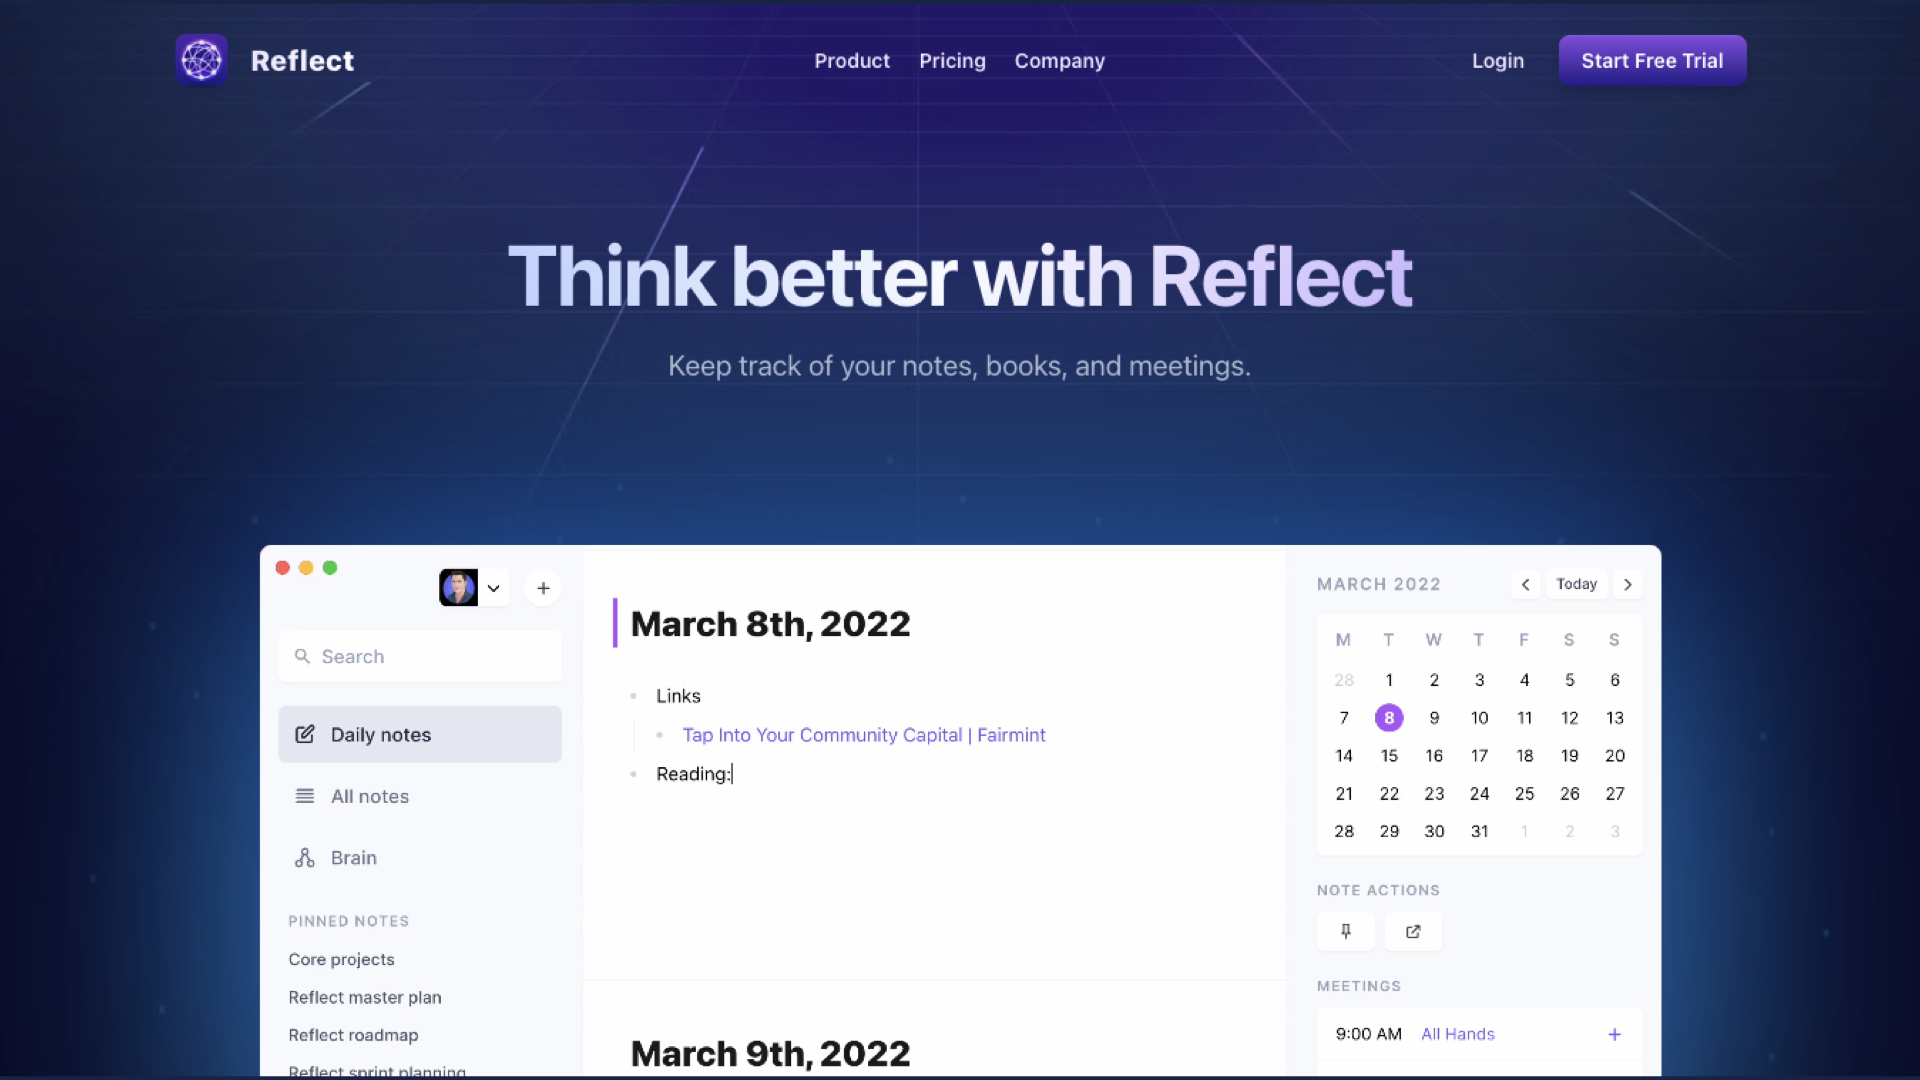 Reflect
Product Pricing Company
Login
Start Free Trial
Think better with Reflect
Keep track of your notes, books, and meetings.
Search
Daily notes
All notes
Brain
PINNED NOTES
Core projects
Reflect master plan
Reflect roadmap
Reflect sprint planning
March 8th, 2022
Links
Tap Into Your Community Capital | Fairmint
Reading:
March 9th, 2022
MARCH 2022
Today
M T W T F S S
28 1 2 3 4 5 6
7 8 9 10 11 12 13
14 15 16 17 18 19 20
21 22 23 24 25 26 27
28 29 30 31 1 2 3
NOTE ACTIONS
MEETINGS
9:00 AM All Hands +